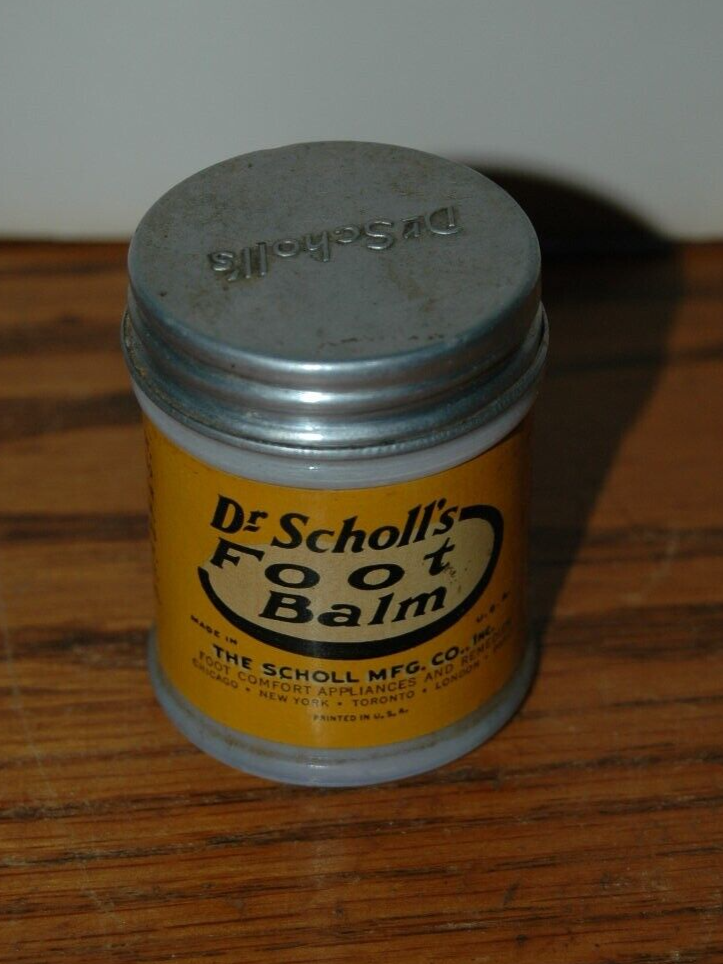 Dr Scholl's
Dr Scholl's
Foot
Balm
MADE IN U.S.A.
THE SCHOLL MFG. CO., INC.
FOOT COMFORT APPLIANCES AND REMEDIES
CHICAGO • NEW YORK • TORONTO • LONDON
PRINTED IN U.S.A.